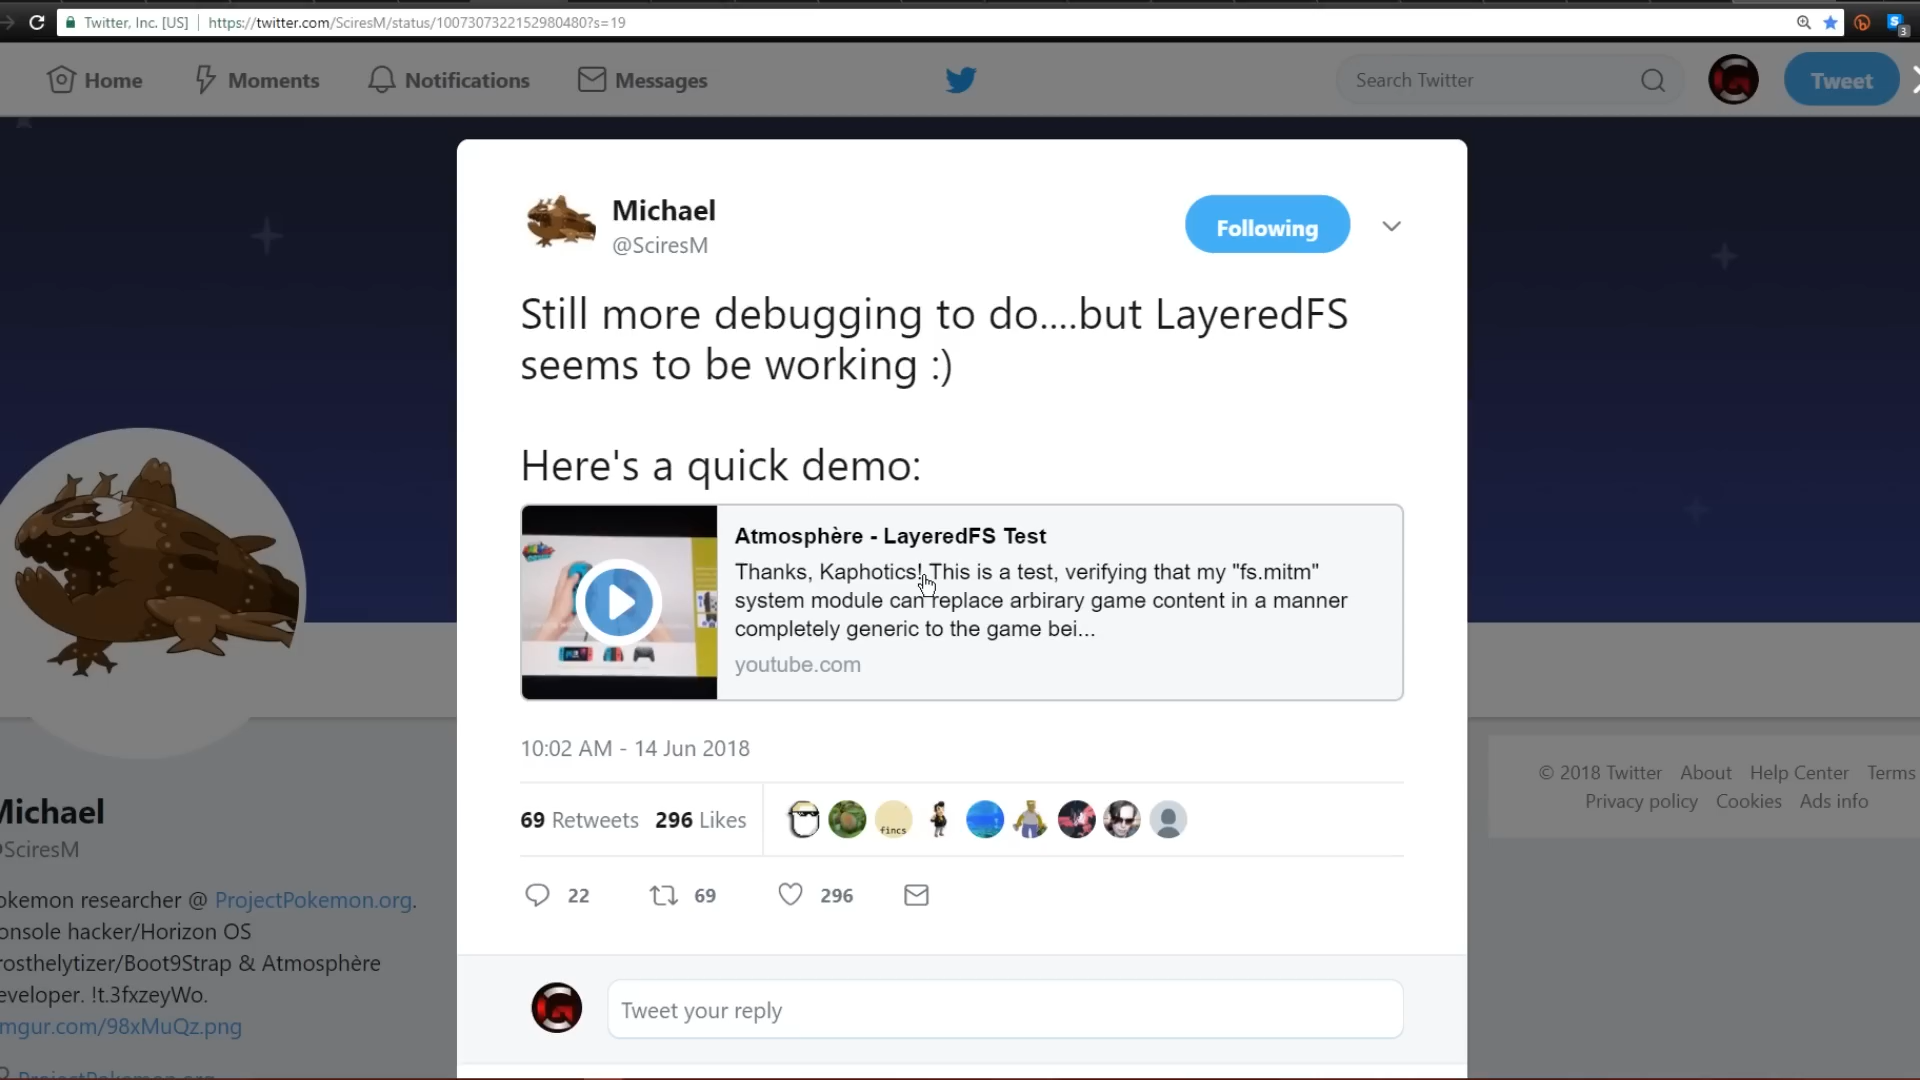 Twitter, Inc. [US] https://twitter.com/SciresM/status/1007307322152980480?s=19
3
Home Moments Notifications Messages Search Twitter Tweet
Michael
@SciresM
Following
Still more debugging to do....but LayeredFS
seems to be working :)
Here's a quick demo:
Atmosphère - LayeredFS Test
Thanks, Kaphotics! This is a test, verifying that my "fs.mitm"
system module can replace arbirary game content in a manner
completely generic to the game bei...
youtube.com
10:02 AM - 14 Jun 2018
69 Retweets 296 Likes
fincs
22 69 296
Tweet your reply
Michael
SciresM
okemon researcher @ ProjectPokemon.org.
onsole hacker/Horizon OS
rosthelytizer/Boot9Strap & Atmosphère
eveloper. !t.3fxzeyWo.
mgur.com/98xMuQz.png
ProjectPokemon.org
© 2018 Twitter About Help Center Terms
Privacy policy Cookies Ads info